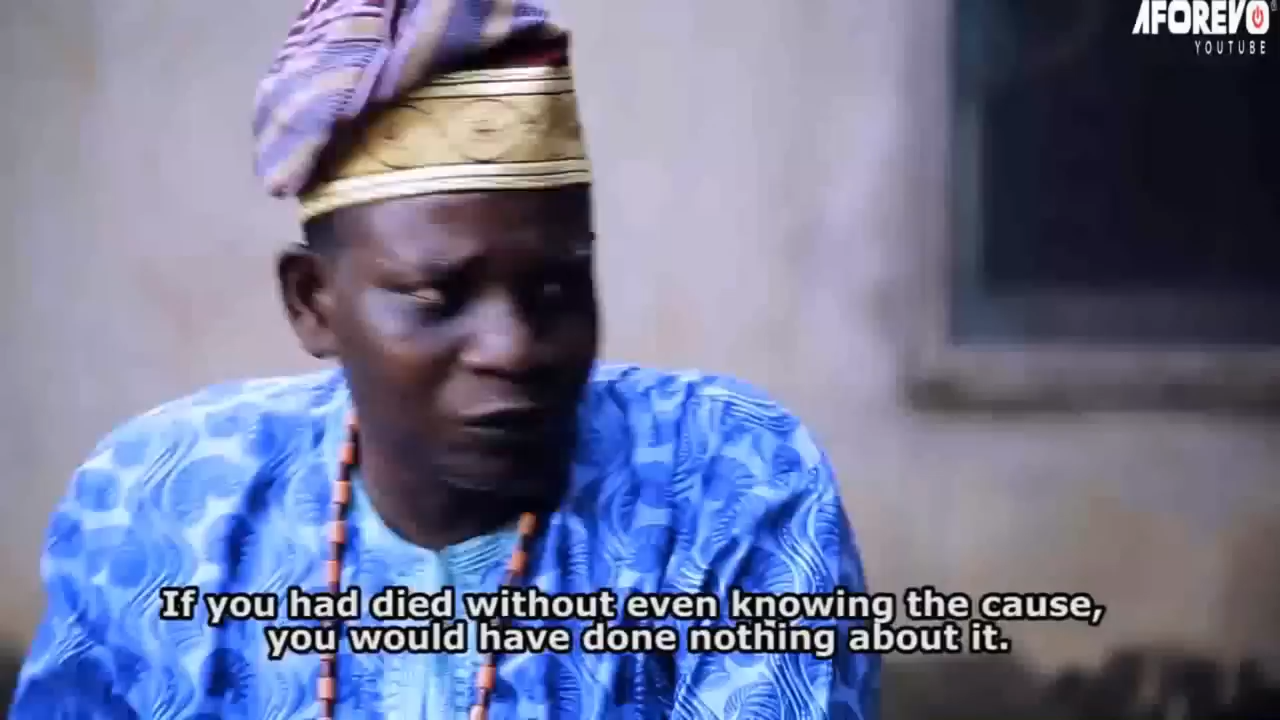 AFOREVO
YOUTUBE
If you had died without even knowing the cause,
you would have done nothing about it.